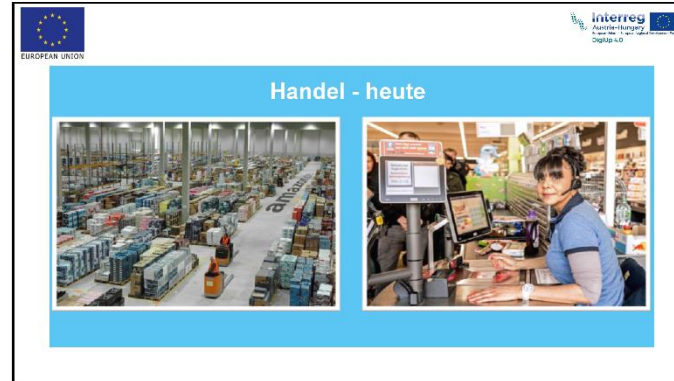 EUROPEAN UNION
Interreg
Austria-Hungary
DigiUp 4.0
Handel - heute
amazon